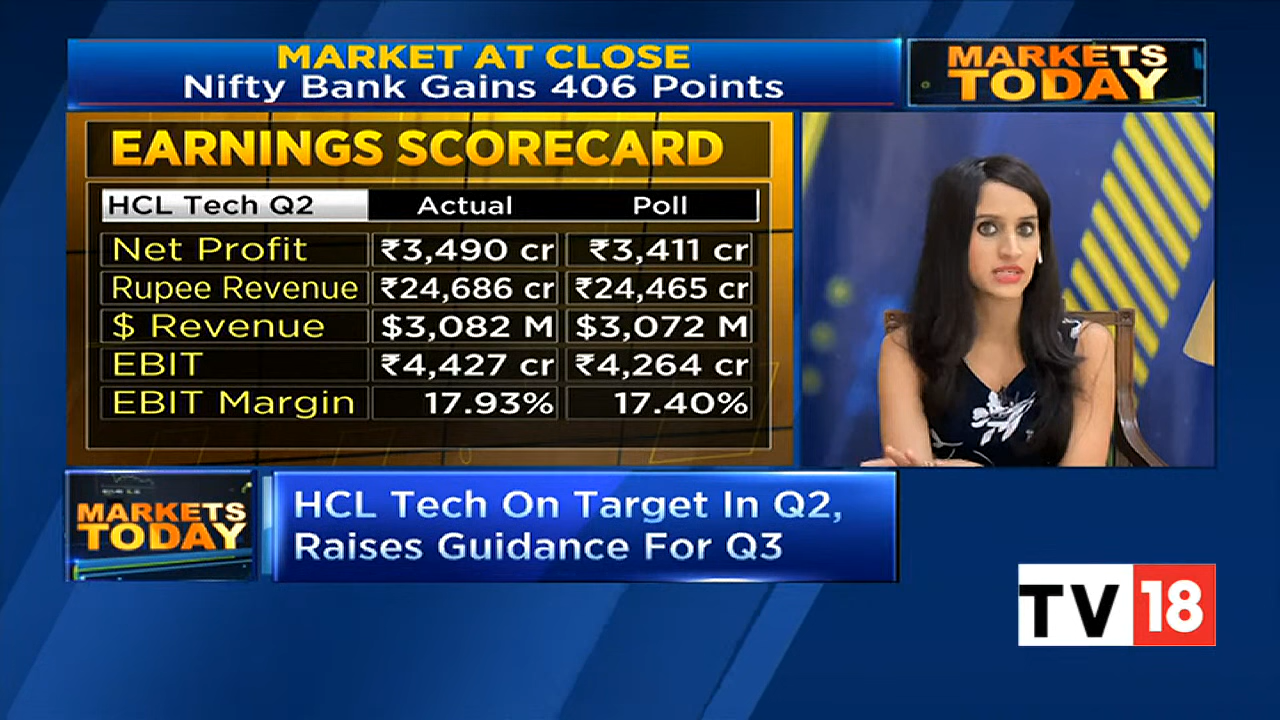 MARKET AT CLOSE
Nifty Bank Gains 406 Points
MARKETS
TODAY
EARNINGS SCORECARD
HCL Tech Q2 Actual Poll
Net Profit ₹3,490 cr ₹3,411 cr
Rupee Revenue ₹24,686 cr ₹24,465 cr
$ Revenue $3,082 M $3,072 M
EBIT ₹4,427 cr ₹4,264 cr
EBIT Margin 17.93% 17.40%
MARKETS
TODAY
HCL Tech On Target In Q2,
Raises Guidance For Q3
TV 18